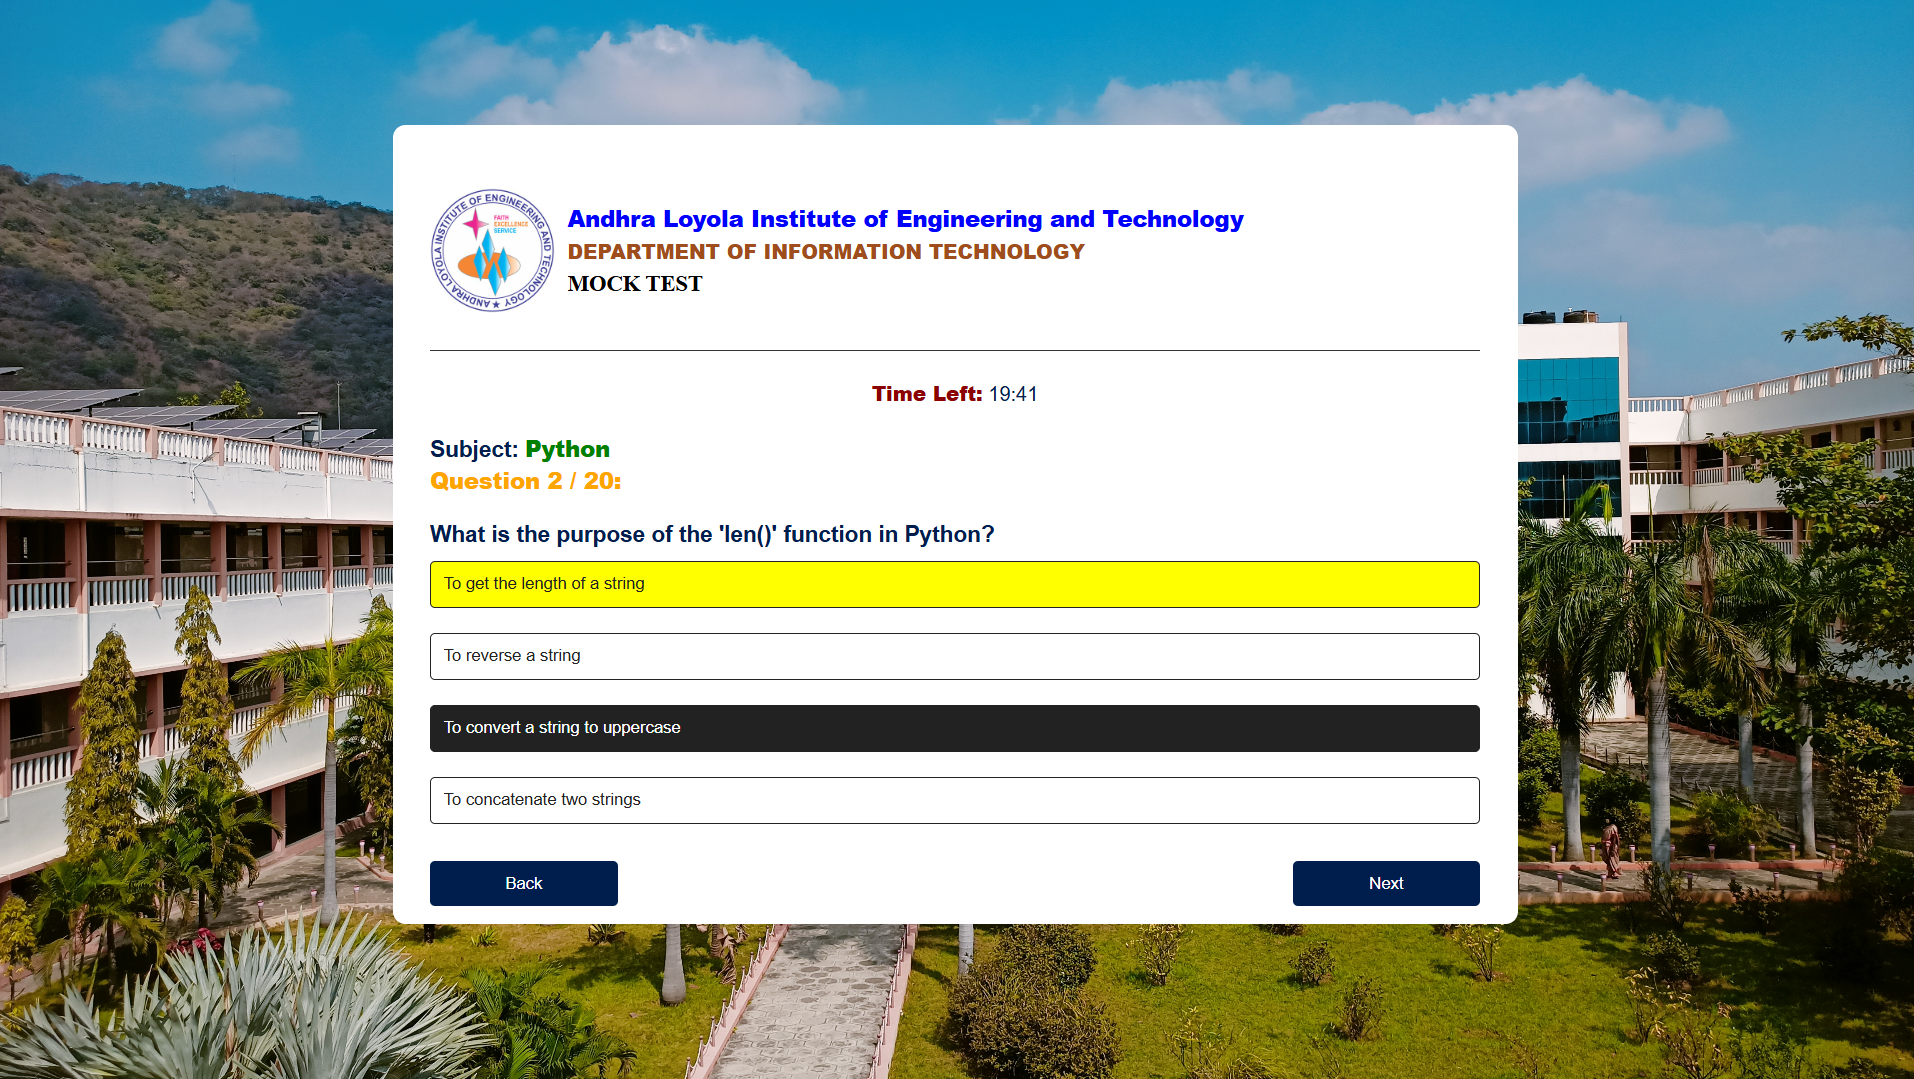 ANDHRA LOYOLA INSTITUTE OF ENGINEERING AND TECHNOLOGY
FAITH
EXCELLENCE
SERVICE
Andhra Loyola Institute of Engineering and Technology
DEPARTMENT OF INFORMATION TECHNOLOGY
MOCK TEST
Time Left: 19:41
Subject: Python
Question 2 / 20:
What is the purpose of the 'len()' function in Python?
To get the length of a string
To reverse a string
To convert a string to uppercase
To concatenate two strings
Back
Next